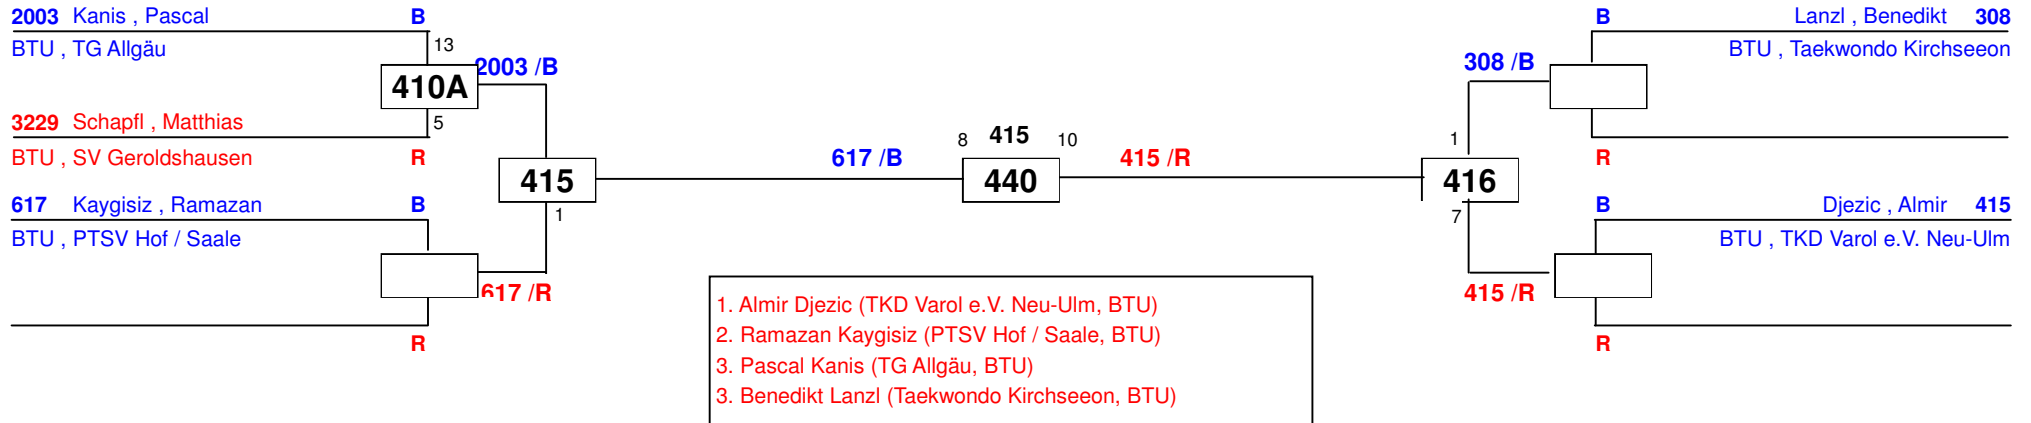 2003 Kanis , Pascal B
BTU , TG Allgäu
13
2003 /B
410A
3229 Schapfl , Matthias 5
BTU , SV Geroldshausen R
415
1
617 Kaygisiz , Ramazan B
BTU , PTSV Hof / Saale
617 /R
R
617 /B
8 415 10
440
415 /R
B Lanzl , Benedikt 308
BTU , Taekwondo Kirchseeon
308 /B
R
1
416
7
B Djezic , Almir 415
BTU , TKD Varol e.V. Neu-Ulm
415 /R
R
1. Almir Djezic (TKD Varol e.V. Neu-Ulm, BTU)
2. Ramazan Kaygisiz (PTSV Hof / Saale, BTU)
3. Pascal Kanis (TG Allgäu, BTU)
3. Benedikt Lanzl (Taekwondo Kirchseeon, BTU)